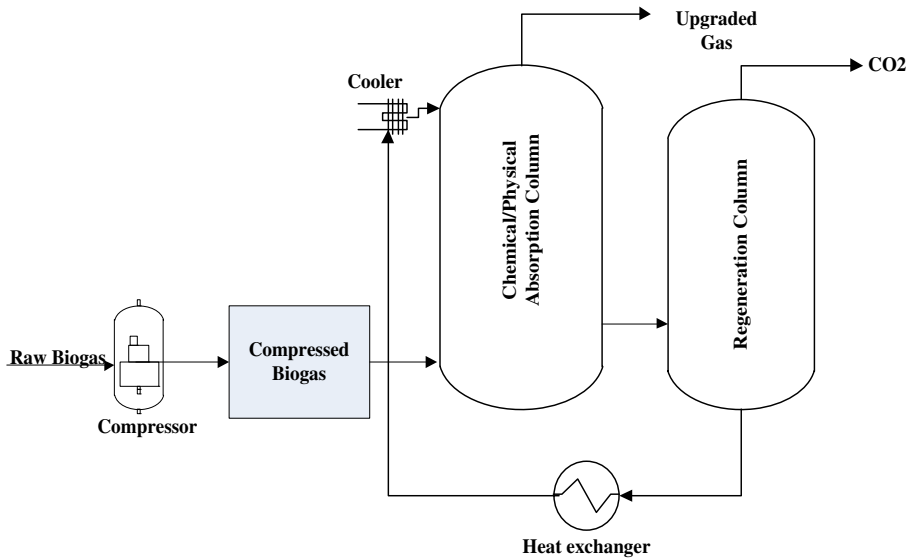 Upgraded
Gas
CO2
Cooler
Chemical/Physical
Absorption Column
Regeneration Column
Raw Biogas
Compressed
Biogas
Compressor
Heat exchanger